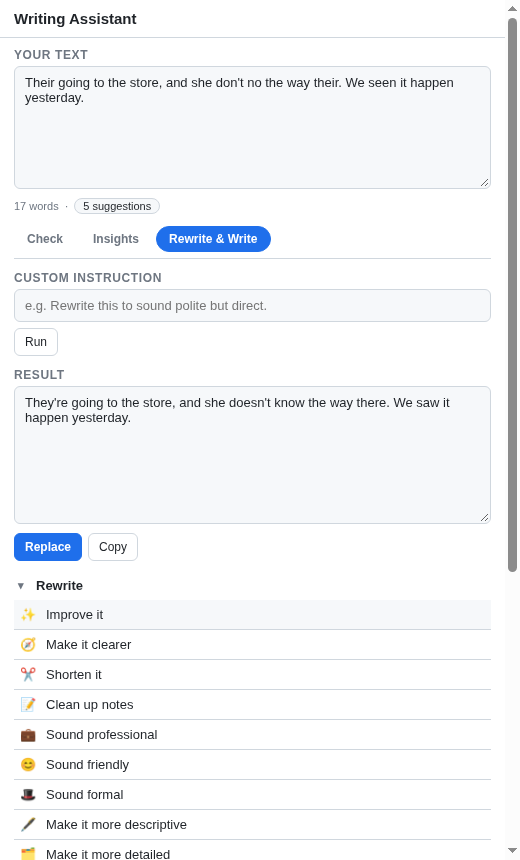 Writing Assistant
YOUR TEXT
Their going to the store, and she don't no the way their. We seen it happen
yesterday.
17 words · 5 suggestions
Check Insights Rewrite & Write
CUSTOM INSTRUCTION
e.g. Rewrite this to sound polite but direct.
Run
RESULT
They're going to the store, and she doesn't know the way there. We saw it
happen yesterday.
Replace Copy
Rewrite
Improve it
Make it clearer
Shorten it
Clean up notes
Sound professional
Sound friendly
Sound formal
Make it more descriptive
Make it more detailed